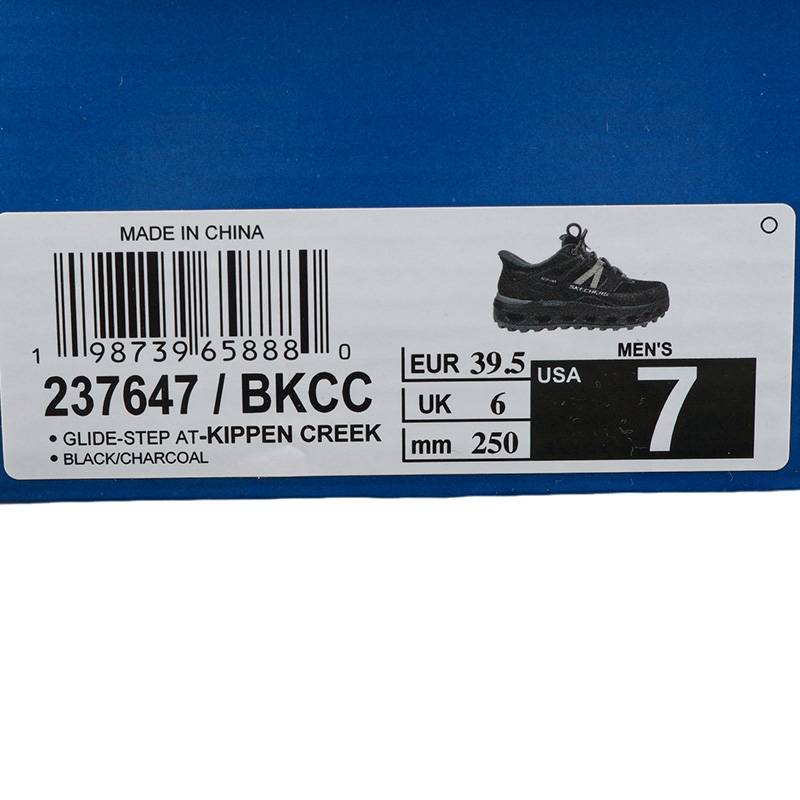 MADE IN CHINA
1 98739 65888 0
237647 / BKCC
• GLIDE-STEP AT-KIPPEN CREEK
• BLACK/CHARCOAL
SKECHERS
EUR 39.5
UK 6
mm 250
MEN'S
USA 7